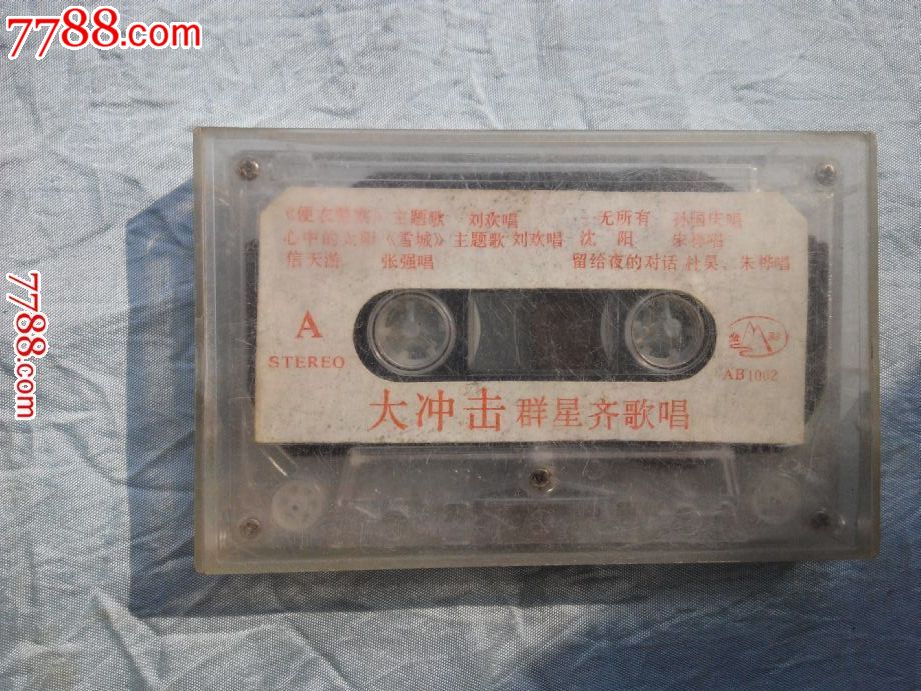 7788.com
7788.com
《便衣警察》主题歌 刘欢唱 一无所有 孙国庆唱
心中的太阳《雪城》主题歌 刘欢唱 沈阳 朱桦唱
信天游 张强唱 留给夜的对话 杜昊、朱桦唱
A
STEREO
AB1002
大冲击 群星齐歌唱